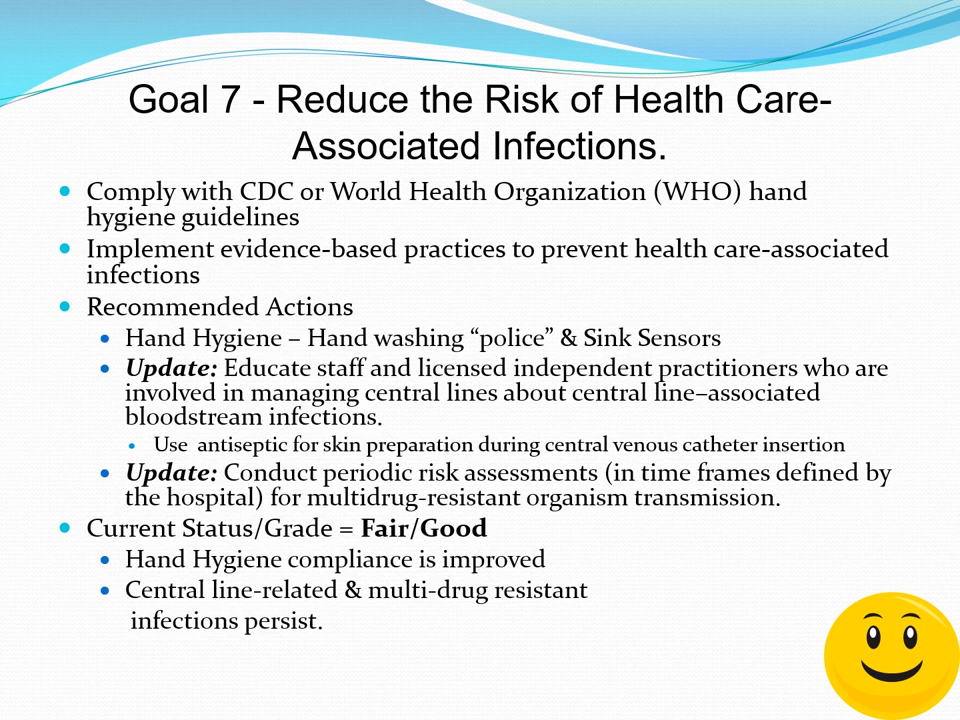 Goal 7 - Reduce the Risk of Health Care-
Associated Infections.
• Comply with CDC or World Health Organization (WHO) hand
hygiene guidelines
• Implement evidence-based practices to prevent health care-associated
infections
• Recommended Actions
• Hand Hygiene – Hand washing “police” & Sink Sensors
• Update: Educate staff and licensed independent practitioners who are
involved in managing central lines about central line–associated
bloodstream infections.
• Use antiseptic for skin preparation during central venous catheter insertion
• Update: Conduct periodic risk assessments (in time frames defined by
the hospital) for multidrug-resistant organism transmission.
• Current Status/Grade = Fair/Good
• Hand Hygiene compliance is improved
• Central line-related & multi-drug resistant
infections persist.